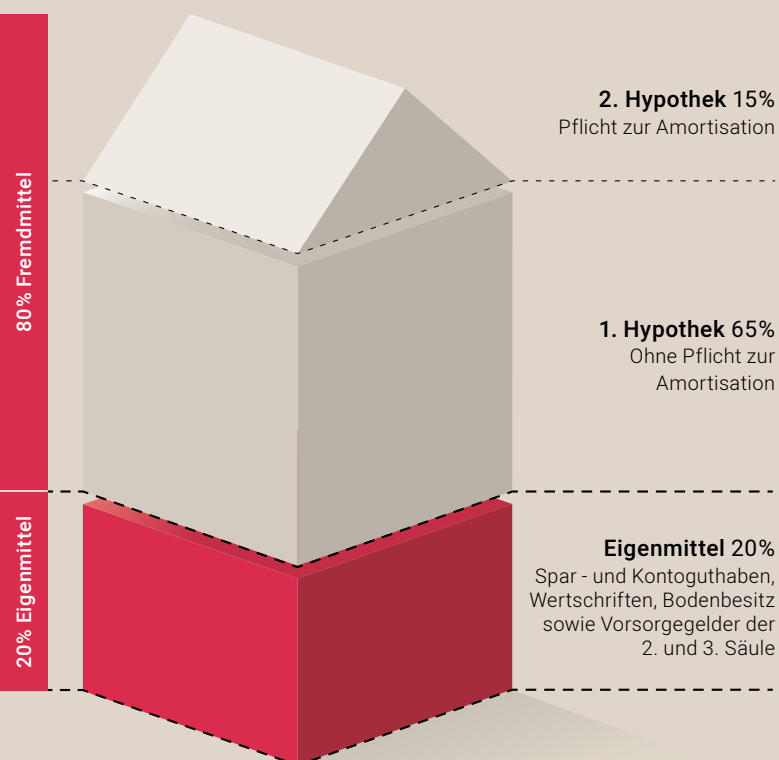 80% Fremdmittel
2. Hypothek 15%
Pflicht zur Amortisation
1. Hypothek 65%
Ohne Pflicht zur
Amortisation
20% Eigenmittel
Eigenmittel 20%
Spar - und Kontoguthaben,
Wertschriften, Bodenbesitz
sowie Vorsorgegelder der
2. und 3. Säule